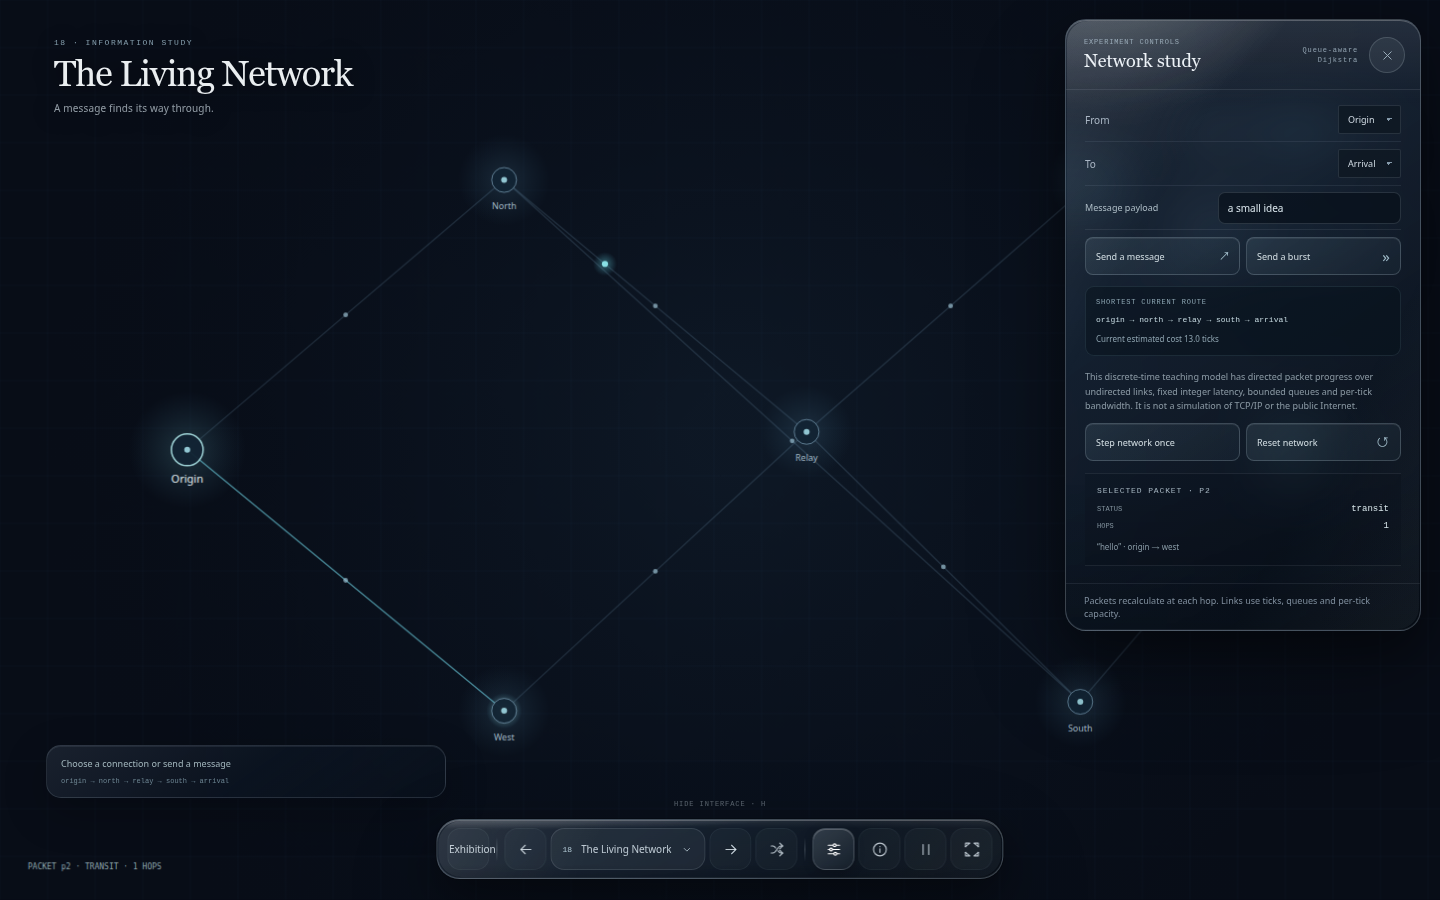 18 · INFORMATION STUDY
The Living Network
A message finds its way through.
North
Origin
Relay
West
South
EXPERIMENT CONTROLS
Network study
Queue-aware
Dijkstra
From
Origin
To
Arrival
Message payload
a small idea
Send a message ↗
Send a burst »
SHORTEST CURRENT ROUTE
origin → north → relay → south → arrival
Current estimated cost 13.0 ticks
This discrete-time teaching model has directed packet progress over
undirected links, fixed integer latency, bounded queues and per-tick
bandwidth. It is not a simulation of TCP/IP or the public Internet.
Step network once
Reset network
SELECTED PACKET · P2
STATUS transit
HOPS 1
“hello” · origin → west
Packets recalculate at each hop. Links use ticks, queues and per-tick
capacity.
Choose a connection or send a message
origin → north → relay → south → arrival
HIDE INTERFACE · H
Exhibition
18 The Living Network
PACKET p2 · TRANSIT · 1 HOPS